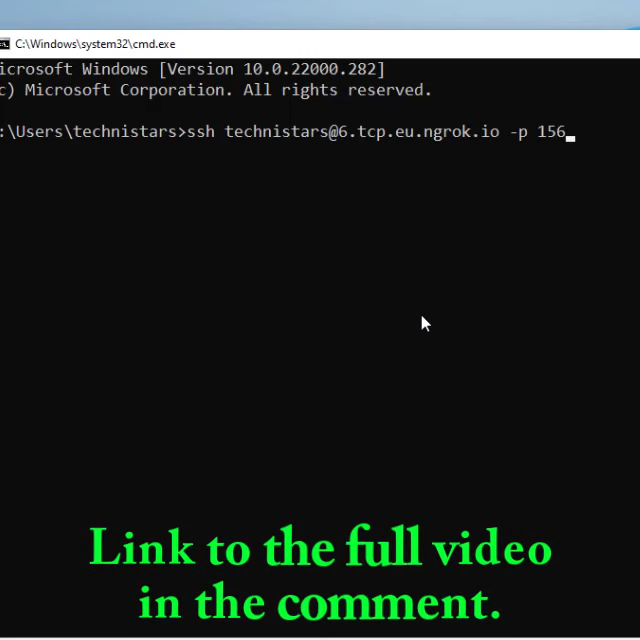 C:\Windows\system32\cmd.exe
icrosoft Windows [Version 10.0.22000.282]
c) Microsoft Corporation. All rights reserved.
:\Users\technistars>ssh technistars@6.tcp.eu.ngrok.io -p 156
Link to the full video
in the comment.